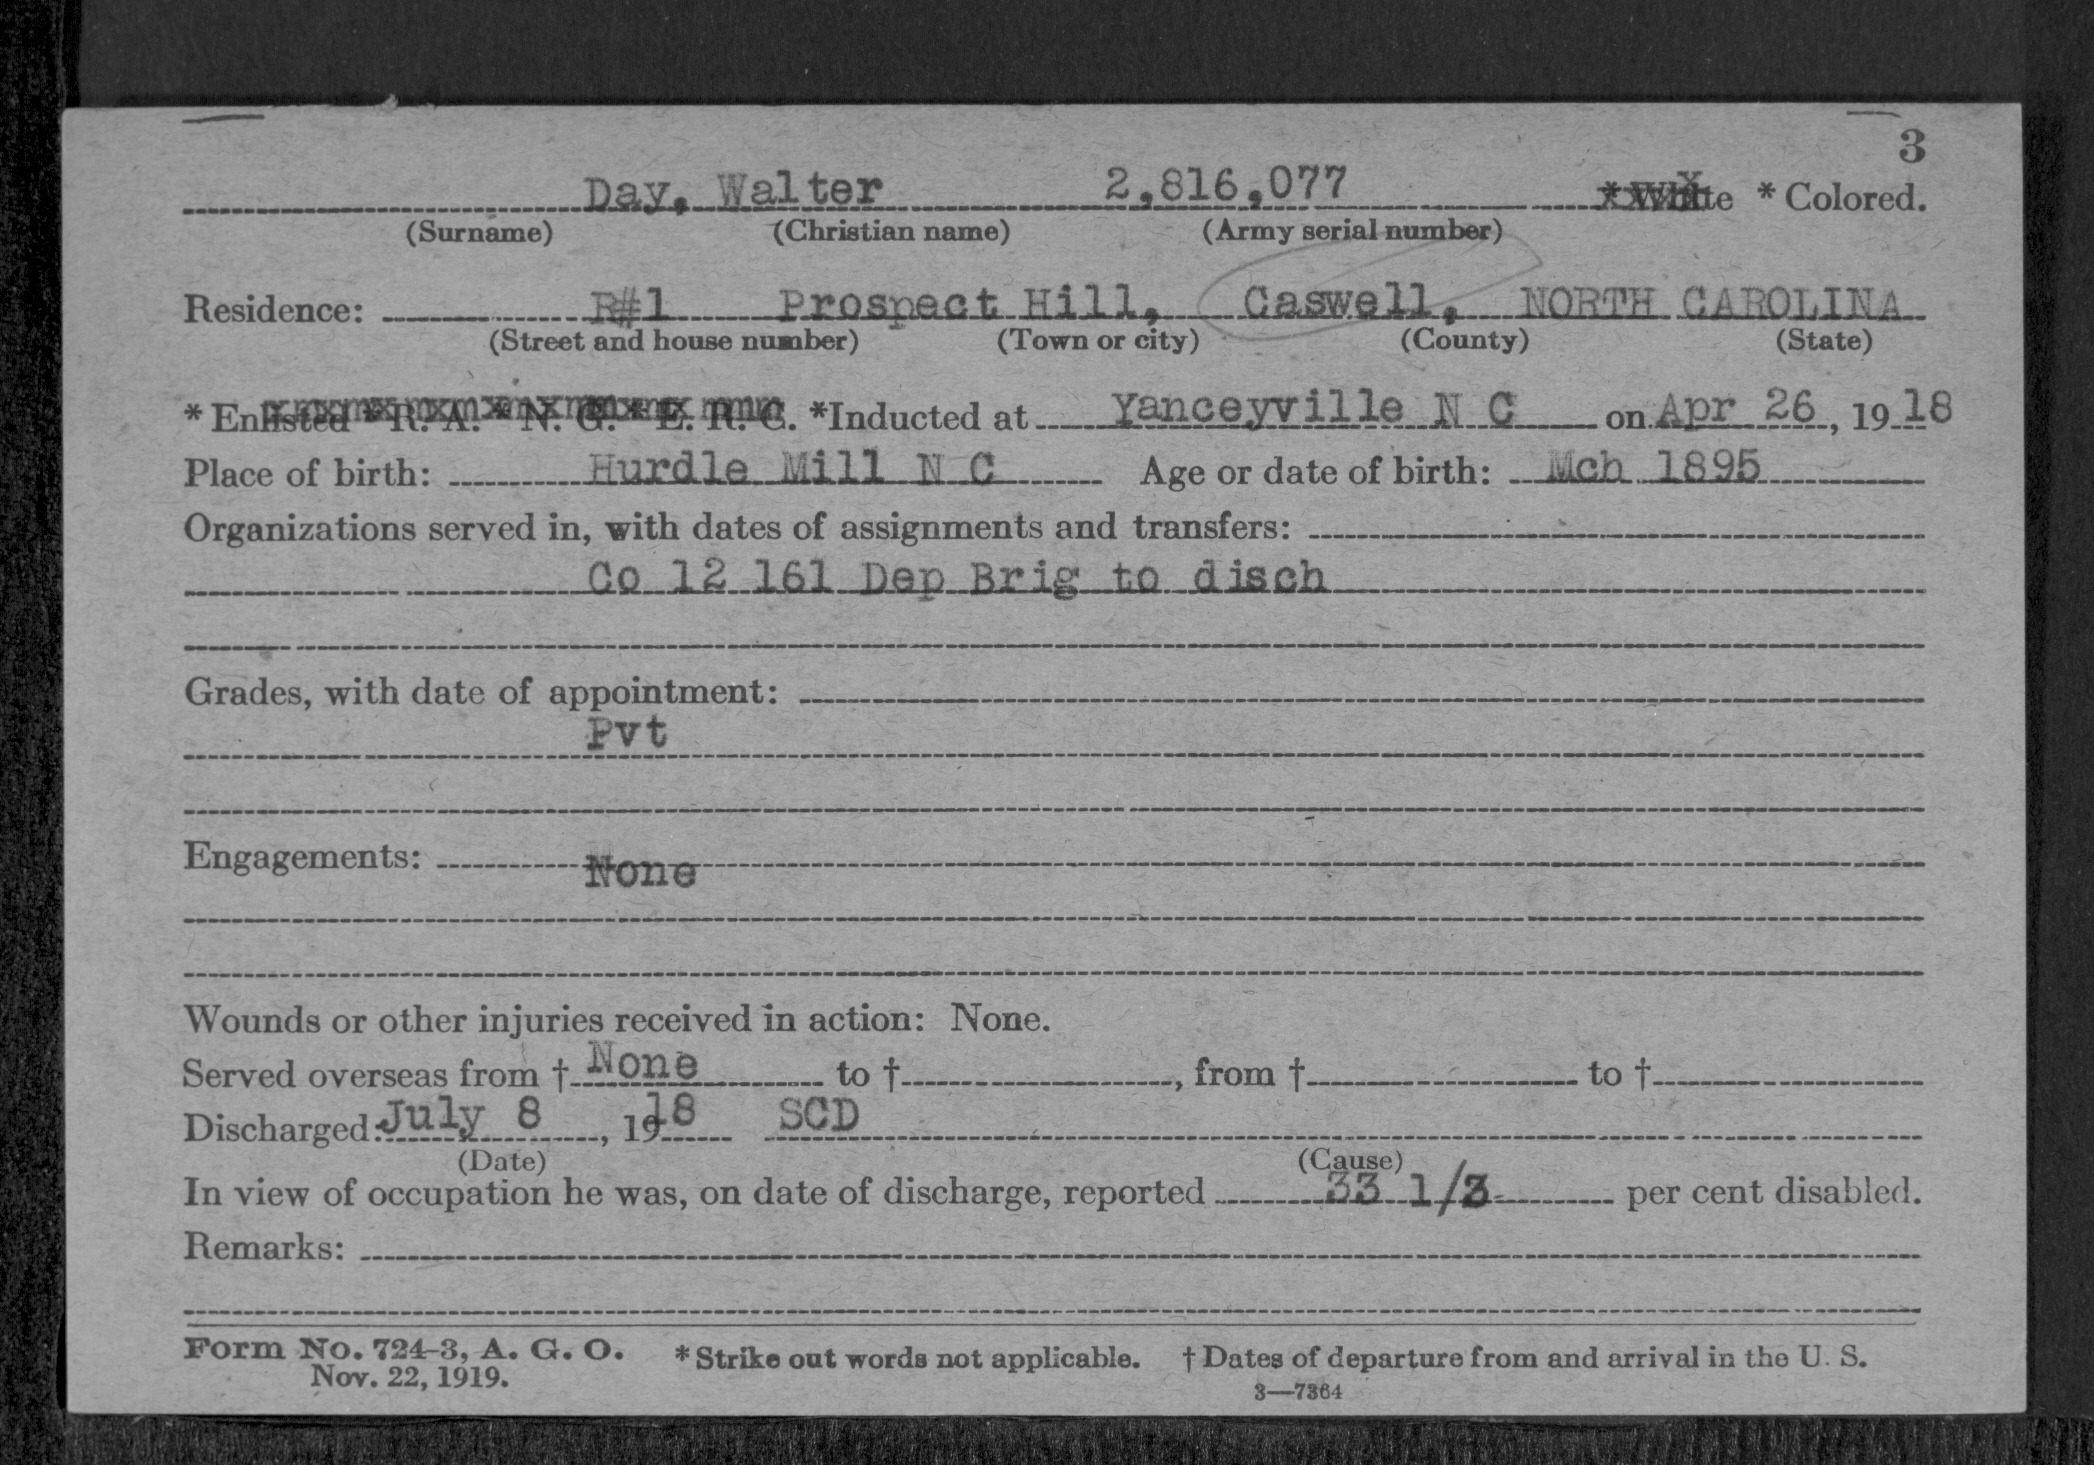 3
Day, Walter 2,816,077 * White * Colored.
(Surname) (Christian name) (Army serial number)
Residence: R#1 Prospect Hill, Caswell, NORTH CAROLINA
(Street and house number) (Town or city) (County) (State)
* Enlisted * R. A. * N. G. * E. R. C. *Inducted at Yanceyville N C on Apr 26, 1918
Place of birth: Hurdle Mill N C Age or date of birth: Mch 1895
Organizations served in, with dates of assignments and transfers:
Co 12 161 Dep Brig to disch
Grades, with date of appointment:
Pvt
Engagements: None
Wounds or other injuries received in action: None.
Served overseas from † None to †, from † to †
Discharged: July 8, 1918 SCD
(Date) (Cause)
In view of occupation he was, on date of discharge, reported 33 1/3 per cent disabled.
Remarks:
Form No. 724-3, A. G. O. * Strike out words not applicable. † Dates of departure from and arrival in the U. S.
Nov. 22, 1919. 3—7364